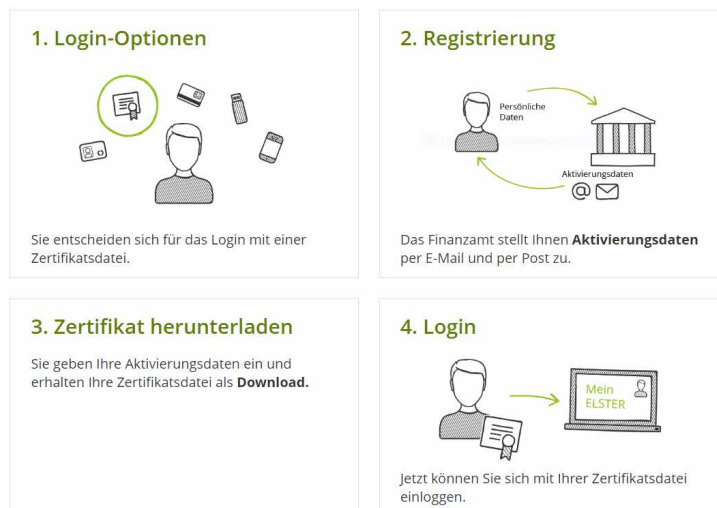 1. Login-Optionen
Sie entscheiden sich für das Login mit einer
Zertifikatsdatei.
2. Registrierung
Persönliche
Daten
Aktivierungsdaten
@
Das Finanzamt stellt Ihnen Aktivierungsdaten
per E-Mail und per Post zu.
3. Zertifikat herunterladen
Sie geben Ihre Aktivierungsdaten ein und
erhalten Ihre Zertifikatsdatei als Download.
4. Login
Mein
ELSTER
Jetzt können Sie sich mit Ihrer Zertifikatsdatei
einloggen.